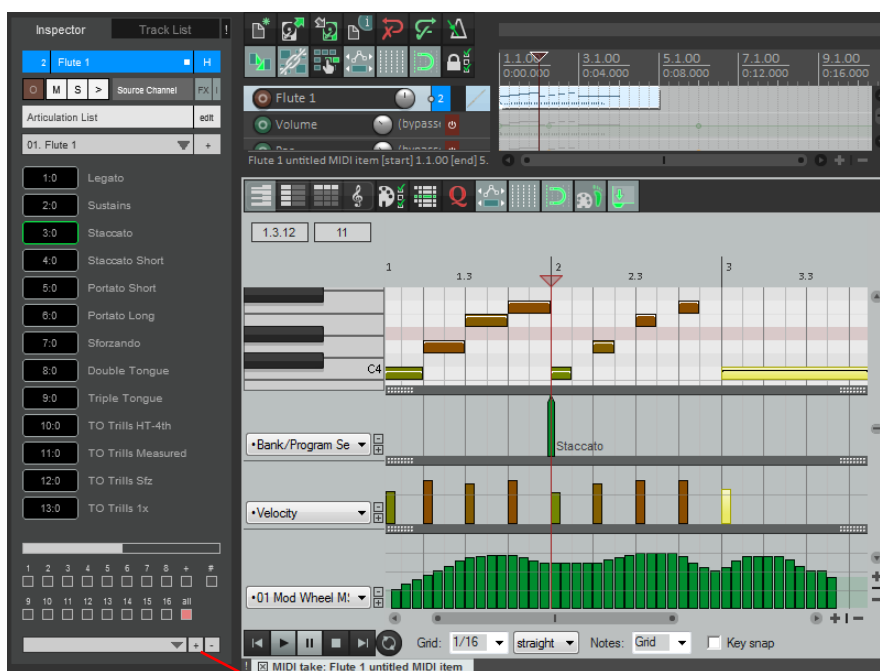 Inspector Track List !
2 Flute 1 H
O M S > Source Channel FX I
Articulation List edit
01. Flute 1 +
1:0 Legato
2:0 Sustains
3:0 Staccato
4:0 Staccato Short
5:0 Portato Short
6:0 Portato Long
7:0 Sforzando
8:0 Double Tongue
9:0 Triple Tongue
10:0 TO Trills HT-4th
11:0 TO Trills Measured
12:0 TO Trills Sfz
13:0 TO Trills 1x
1 2 3 4 5 6 7 8 + #
9 10 11 12 13 14 15 16 all
+ -
1.1.00 3.1.00 5.1.00 7.1.00 9.1.00
0:00.000 0:04.000 0:08.000 0:12.000 0:16.000
Flute 1 2
Volume (bypass
Flute 1 untitled MIDI item [start] 1.1.00 [end] 5.
Q
1.3.12 11
1 1.3 2 2.3 3 3.3
C4
•Bank/Program Se
Staccato
•Velocity
•01 Mod Wheel M
Grid: 1/16 straight Notes: Grid Key snap
! MIDI take: Flute 1 untitled MIDI item